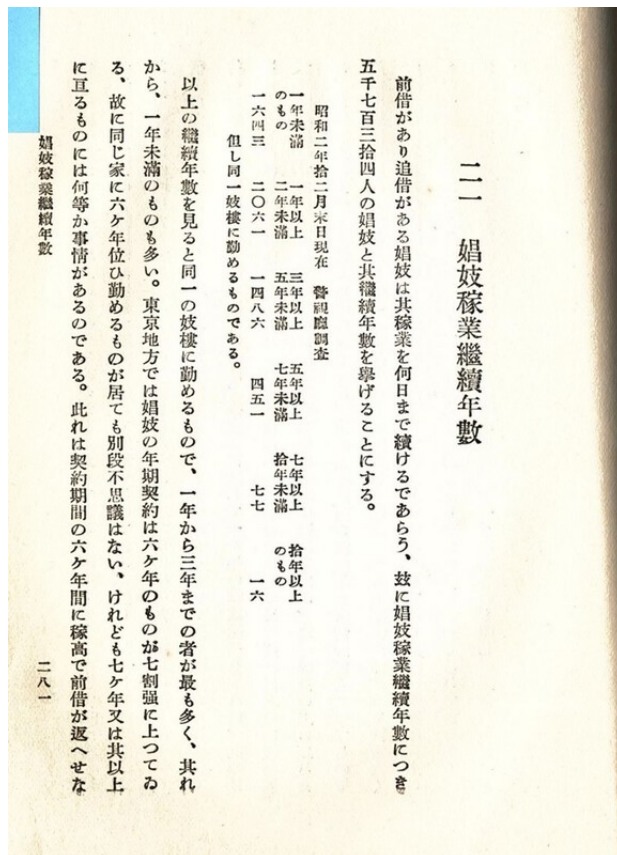 二一　娼妓稼業繼續年數
前借があり追借がある娼妓は其稼業を何日まで續けるであらう、玆に娼妓稼業繼續年數につき
五千七百三拾四人の娼妓と其繼續年數を擧げることにする。
昭和二年拾二月末日現在　警視廳調査
一年未滿　一年以上　三年以上　五年以上　七年以上　拾年以上
のもの　二年未滿　五年未滿　七年未滿　拾年未滿　のもの
一六四三　二〇六一　一四八六　四五一　七七　一六
但し同一妓樓に勤めるものである。
以上の繼續年數を見ると同一の妓樓に勤めるもので、一年から三年までの者が最も多く、其れ
から、一年未滿のものも多い。東京地方では娼妓の年期契約は六ケ年のものが七割强に上つてゐ
る、故に同じ家に六ケ年位ひ勤めるものが居ても別段不思議はない、けれども七ケ年又は其以上
に亘るものには何等か事情があるのである。此れは契約期間の六ケ年間に稼高で前借が返へせな
娼妓稼業繼續年數
二八一